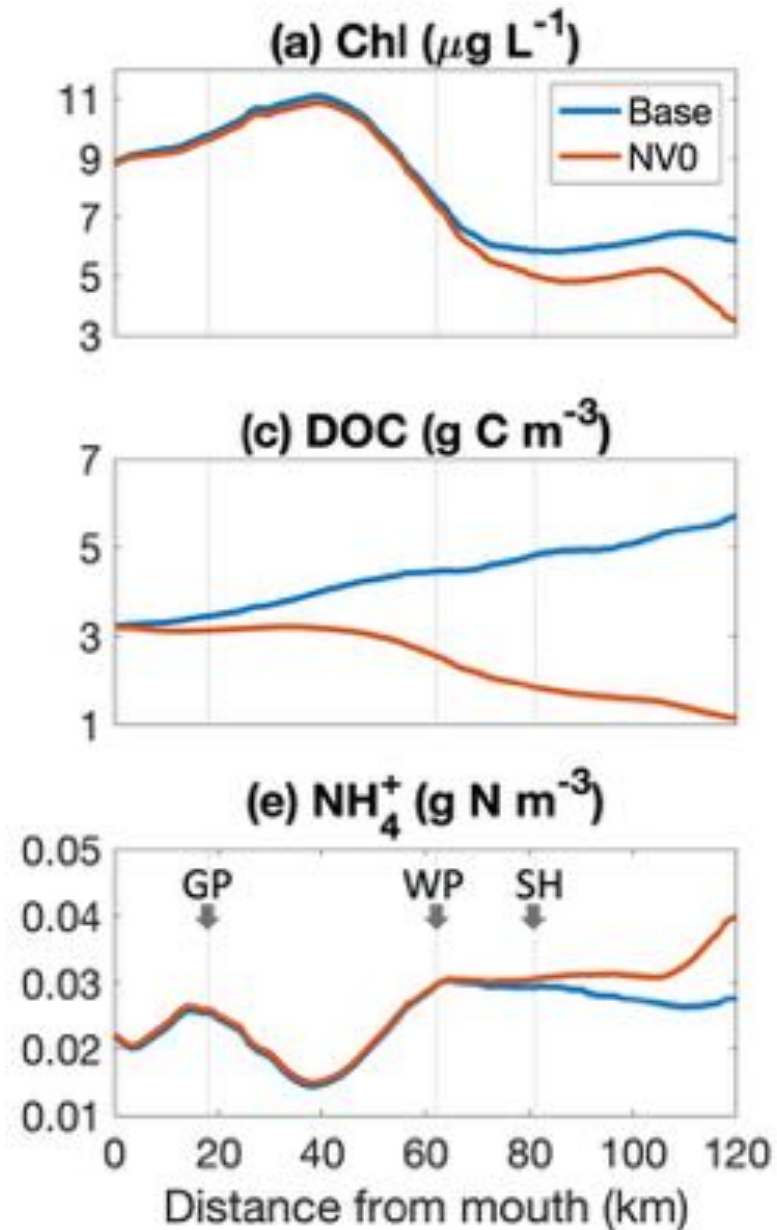 (a) Chl (μg L⁻¹)
11
9
7
5
3
Base
NV0
(c) DOC (g C m⁻³)
7
5
3
1
(e) NH₄⁺ (g N m⁻³)
0.05
0.04
0.03
0.02
0.01
GP WP SH
0 20 40 60 80 100 120
Distance from mouth (km)